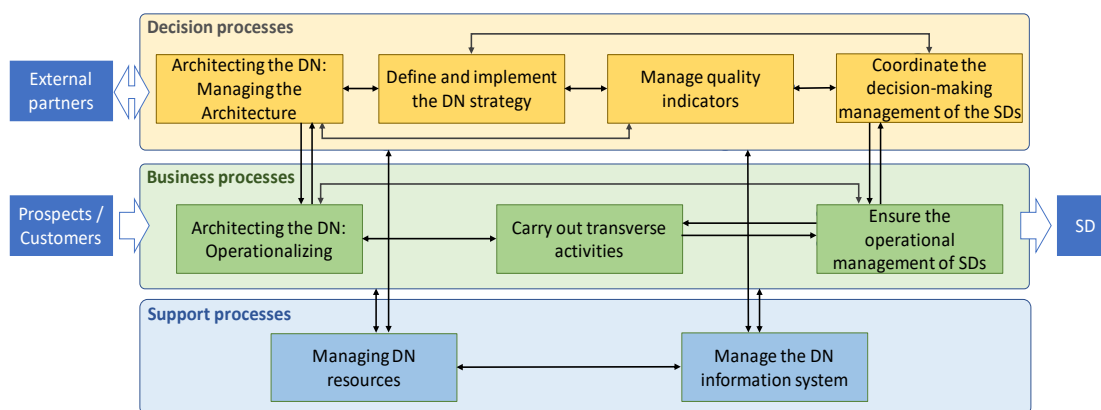 Decision processes
External
partners
Architecting the DN:
Managing the
Architecture
Define and implement
the DN strategy
Manage quality
indicators
Coordinate the
decision-making
management of the SDs
Business processes
Prospects /
Customers
Architecting the DN:
Operationalizing
Carry out transverse
activities
Ensure the
operational
management of SDs
SD
Support processes
Managing DN
resources
Manage the DN
information system